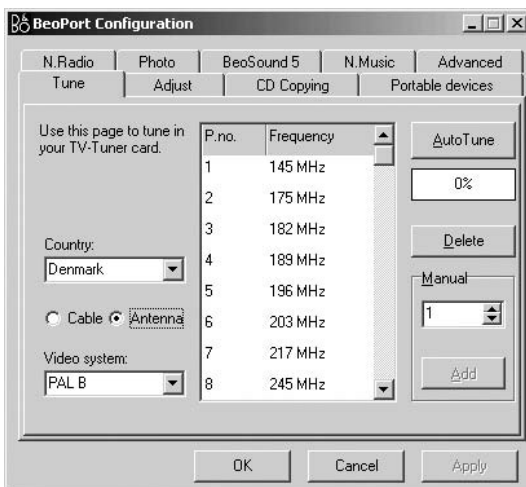 BeoPort Configuration
N.Radio Photo BeoSound 5 N.Music Advanced
Tune Adjust CD Copying Portable devices
Use this page to tune in
your TV-Tuner card.
Country:
Denmark
Cable Antenna
Video system:
PAL B
P.no. Frequency
1 145 MHz
2 175 MHz
3 182 MHz
4 189 MHz
5 196 MHz
6 203 MHz
7 217 MHz
8 245 MHz
AutoTune
0%
Delete
Manual
1
Add
OK Cancel Apply